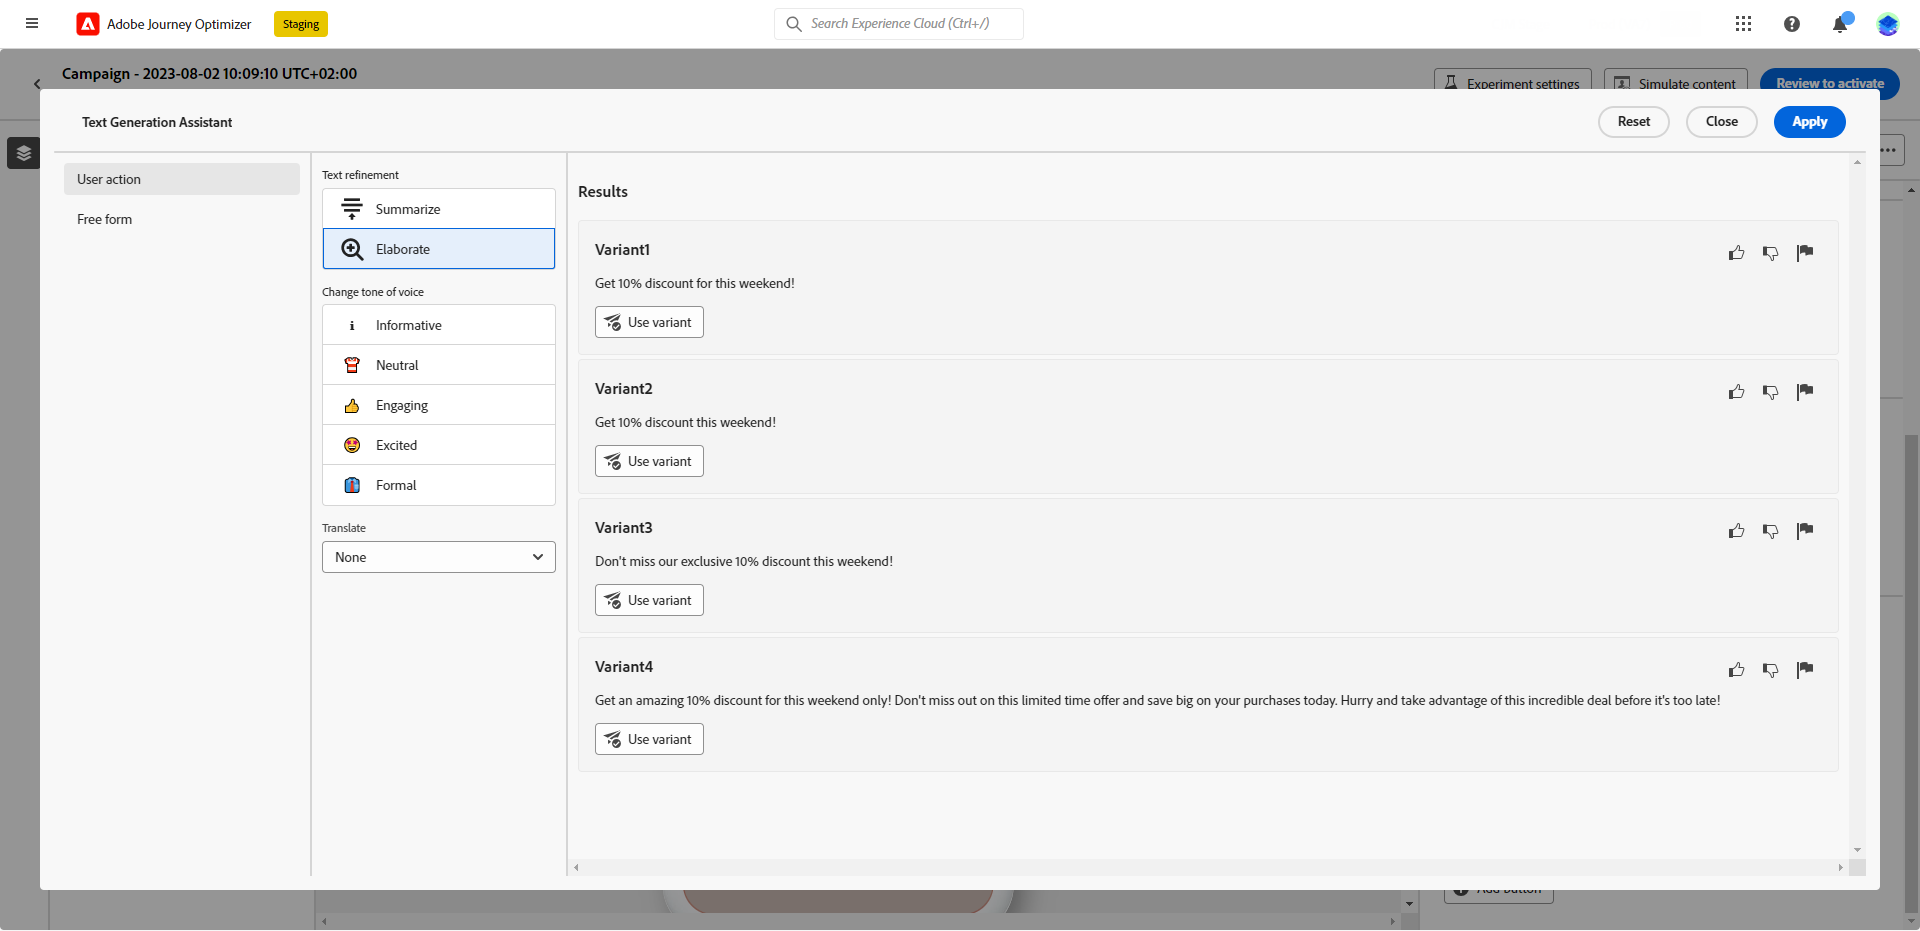 Adobe Journey Optimizer
Staging
Search Experience Cloud (Ctrl+/)
Campaign - 2023-08-02 10:09:10 UTC+02:00
Experiment settings
Simulate content
Review to activate
Text Generation Assistant
Reset
Close
Apply
User action
Free form
Text refinement
Summarize
Elaborate
Change tone of voice
Informative
Neutral
Engaging
Excited
Formal
Translate
None
Results
Variant1
Get 10% discount for this weekend!
Use variant
Variant2
Get 10% discount this weekend!
Use variant
Variant3
Don't miss our exclusive 10% discount this weekend!
Use variant
Variant4
Get an amazing 10% discount for this weekend only! Don't miss out on this limited time offer and save big on your purchases today. Hurry and take advantage of this incredible deal before it's too late!
Use variant
Add button